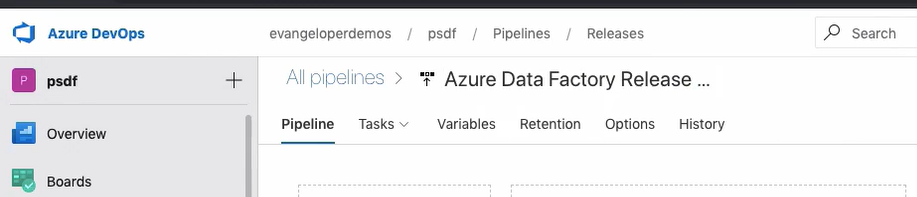 Azure DevOps
evangeloperdemos / psdf / Pipelines / Releases
Search
P psdf
All pipelines > Azure Data Factory Release ...
Pipeline Tasks Variables Retention Options History
Overview
Boards